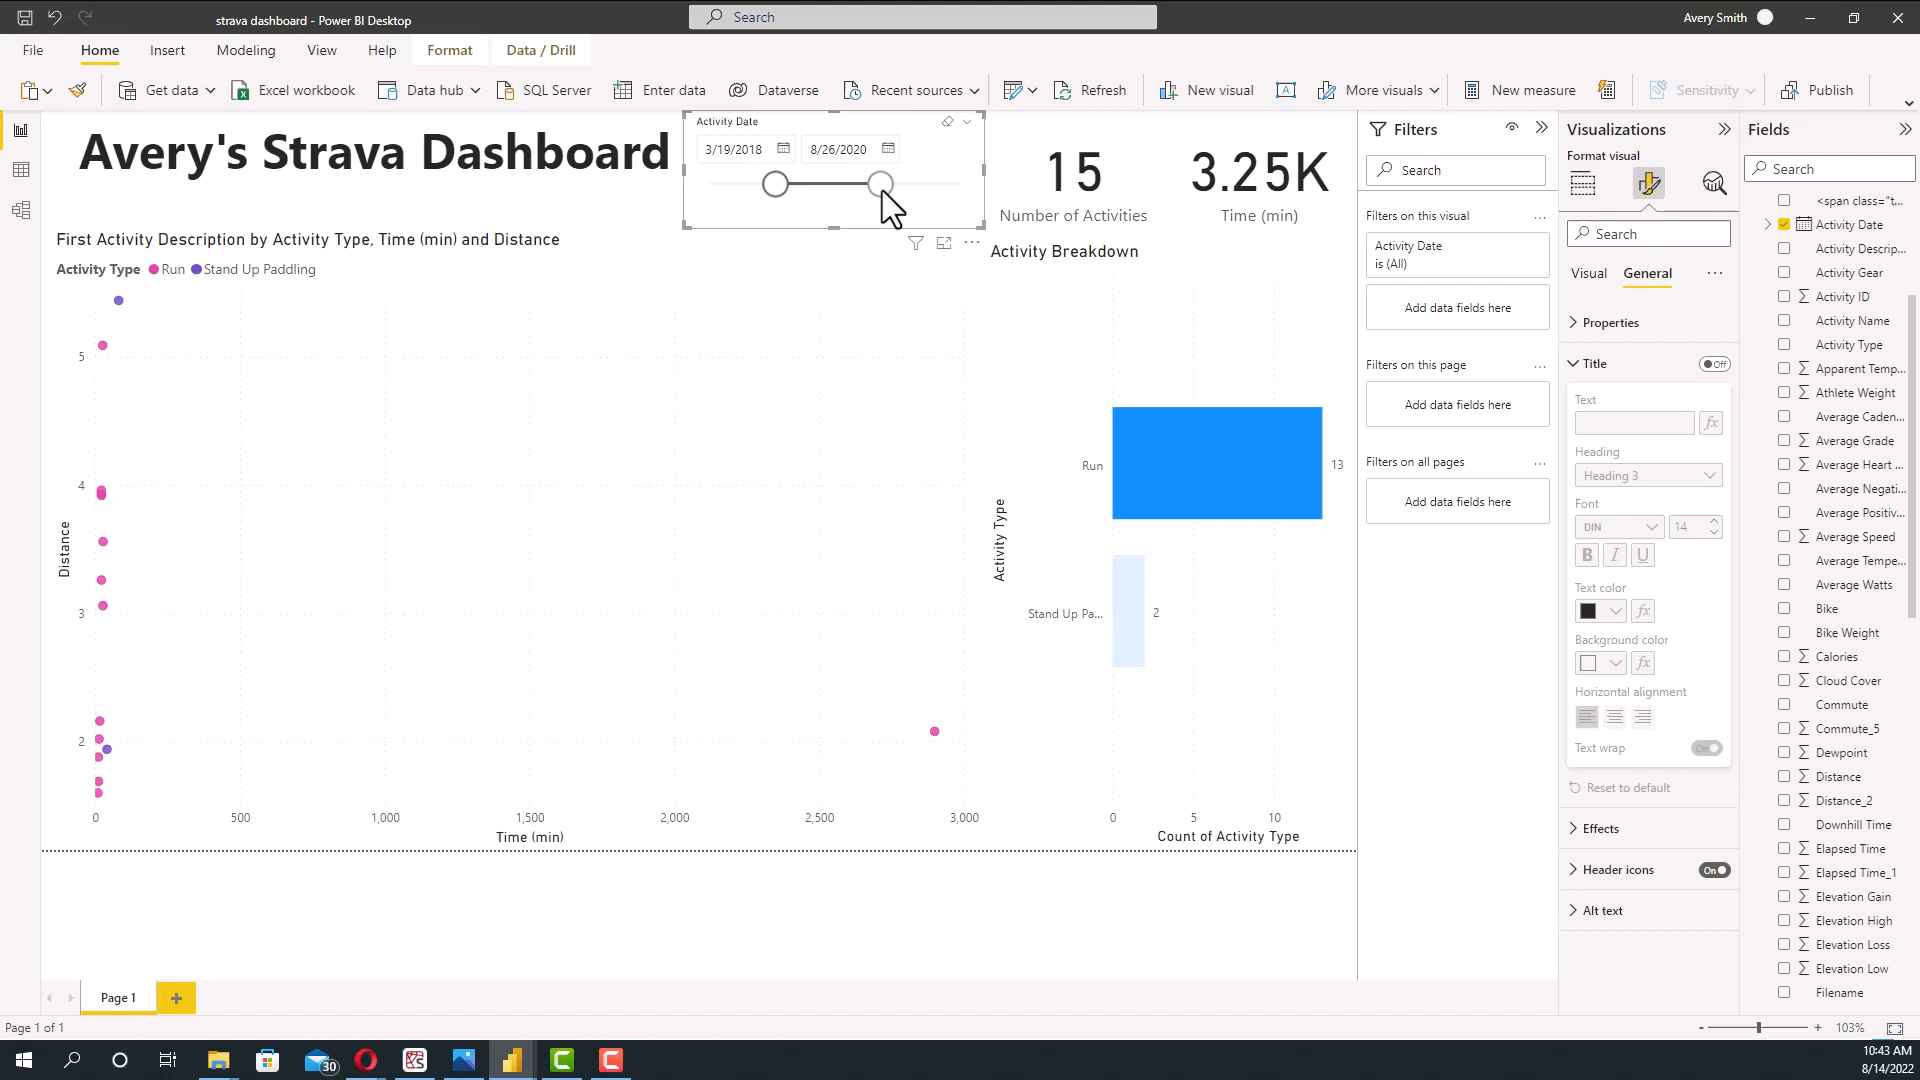 strava dashboard - Power BI Desktop
Search
Avery Smith
File
Home
Insert
Modeling
View
Help
Format
Data / Drill
Get data
Excel workbook
Data hub
SQL Server
Enter data
Dataverse
Recent sources
Refresh
New visual
More visuals
New measure
Sensitivity
Publish
Avery's Strava Dashboard
Activity Date
3/19/2018
8/26/2020
15
Number of Activities
3.25K
Time (min)
First Activity Description by Activity Type, Time (min) and Distance
Activity Type
Run
Stand Up Paddling
5
4
3
2
Distance
0
500
1,000
1,500
2,000
2,500
3,000
Time (min)
Activity Breakdown
Activity Type
Run
13
Stand Up Pa...
2
0
5
10
Count of Activity Type
Filters
Search
Filters on this visual
Activity Date
is (All)
Add data fields here
Filters on this page
Add data fields here
Filters on all pages
Add data fields here
Visualizations
Format visual
Search
Visual
General
Properties
Title
Off
Text
fx
Heading
Heading 3
Font
DIN
14
B
I
U
Text color
fx
Background color
fx
Horizontal alignment
Text wrap
On
Reset to default
Effects
Header icons
On
Alt text
Fields
Search
<span class="t...
Activity Date
Activity Descrip...
Activity Gear
Activity ID
Activity Name
Activity Type
Apparent Temp...
Athlete Weight
Average Caden...
Average Grade
Average Heart ...
Average Negati...
Average Positiv...
Average Speed
Average Tempe...
Average Watts
Bike
Bike Weight
Calories
Cloud Cover
Commute
Commute_5
Dewpoint
Distance
Distance_2
Downhill Time
Elapsed Time
Elapsed Time_1
Elevation Gain
Elevation High
Elevation Loss
Elevation Low
Filename
Page 1
Page 1 of 1
103%
30
10:43 AM
8/14/2022